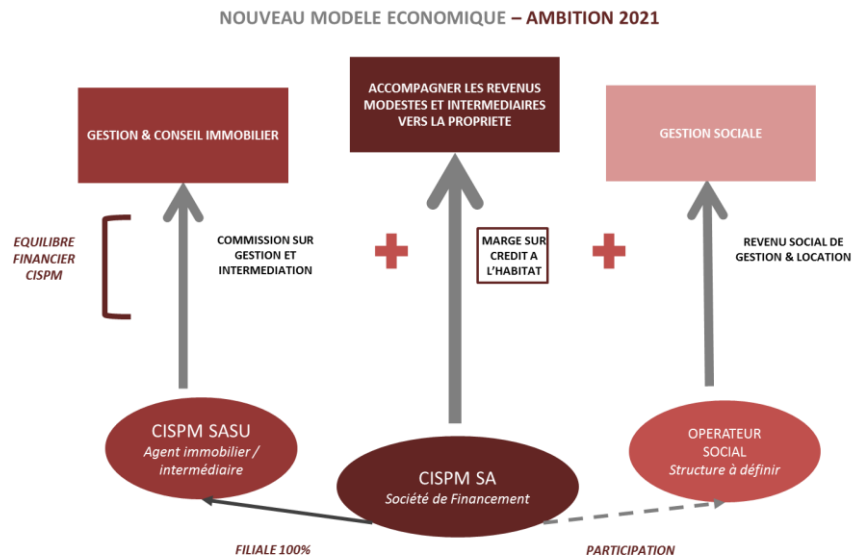 NOUVEAU MODELE ECONOMIQUE – AMBITION 2021
GESTION & CONSEIL IMMOBILIER
ACCOMPAGNER LES REVENUS
MODESTES ET INTERMEDIAIRES
VERS LA PROPRIETE
GESTION SOCIALE
EQUILIBRE
FINANCIER
CISPM
COMMISSION SUR
GESTION ET
INTERMEDIATION
MARGE SUR
CREDIT A
L'HABITAT
REVENU SOCIAL DE
GESTION & LOCATION
CISPM SASU
Agent immobilier /
intermédiaire
CISPM SA
Société de Financement
OPERATEUR
SOCIAL
Structure à définir
FILIALE 100%
PARTICIPATION